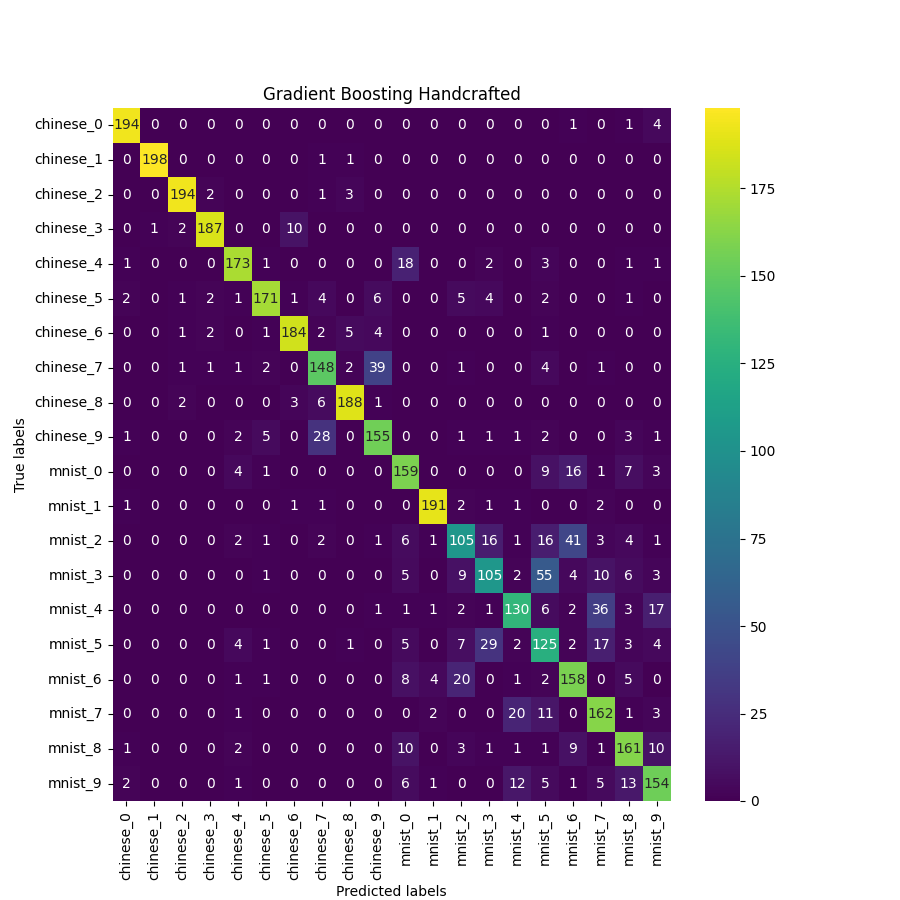 Gradient Boosting Handcrafted
True labels
chinese_0 194 0 0 0 0 0 0 0 0 0 0 0 0 0 0 0 1 0 1 4
chinese_1 0 198 0 0 0 0 0 1 1 0 0 0 0 0 0 0 0 0 0 0
chinese_2 0 0 194 2 0 0 0 1 3 0 0 0 0 0 0 0 0 0 0 0
chinese_3 0 1 2 187 0 0 10 0 0 0 0 0 0 0 0 0 0 0 0 0
chinese_4 1 0 0 0 173 1 0 0 0 0 18 0 0 2 0 3 0 0 1 1
chinese_5 2 0 1 2 1 171 1 4 0 6 0 0 5 4 0 2 0 0 1 0
chinese_6 0 0 1 2 0 1 184 2 5 4 0 0 0 0 0 1 0 0 0 0
chinese_7 0 0 1 1 1 2 0 148 2 39 0 0 1 0 0 4 0 1 0 0
chinese_8 0 0 2 0 0 0 3 6 188 1 0 0 0 0 0 0 0 0 0 0
chinese_9 1 0 0 0 2 5 0 28 0 155 0 0 1 1 1 2 0 0 3 1
mnist_0 0 0 0 0 4 1 0 0 0 0 159 0 0 0 0 9 16 1 7 3
mnist_1 1 0 0 0 0 0 1 1 0 0 0 191 2 1 1 0 0 2 0 0
mnist_2 0 0 0 0 2 1 0 2 0 1 6 1 105 16 1 16 41 3 4 1
mnist_3 0 0 0 0 0 1 0 0 0 0 5 0 9 105 2 55 4 10 6 3
mnist_4 0 0 0 0 0 0 0 0 0 1 1 1 2 1 130 6 2 36 3 17
mnist_5 0 0 0 0 4 1 0 0 1 0 5 0 7 29 2 125 2 17 3 4
mnist_6 0 0 0 0 1 1 0 0 0 0 8 4 20 0 1 2 158 0 5 0
mnist_7 0 0 0 0 1 0 0 0 0 0 0 2 0 0 20 11 0 162 1 3
mnist_8 1 0 0 0 2 0 0 0 0 0 10 0 3 1 1 1 9 1 161 10
mnist_9 2 0 0 0 1 0 0 0 0 0 6 1 0 0 12 5 1 5 13 154
chinese_0 chinese_1 chinese_2 chinese_3 chinese_4 chinese_5 chinese_6 chinese_7 chinese_8 chinese_9 mnist_0 mnist_1 mnist_2 mnist_3 mnist_4 mnist_5 mnist_6 mnist_7 mnist_8 mnist_9
Predicted labels
175
150
125
100
75
50
25
0